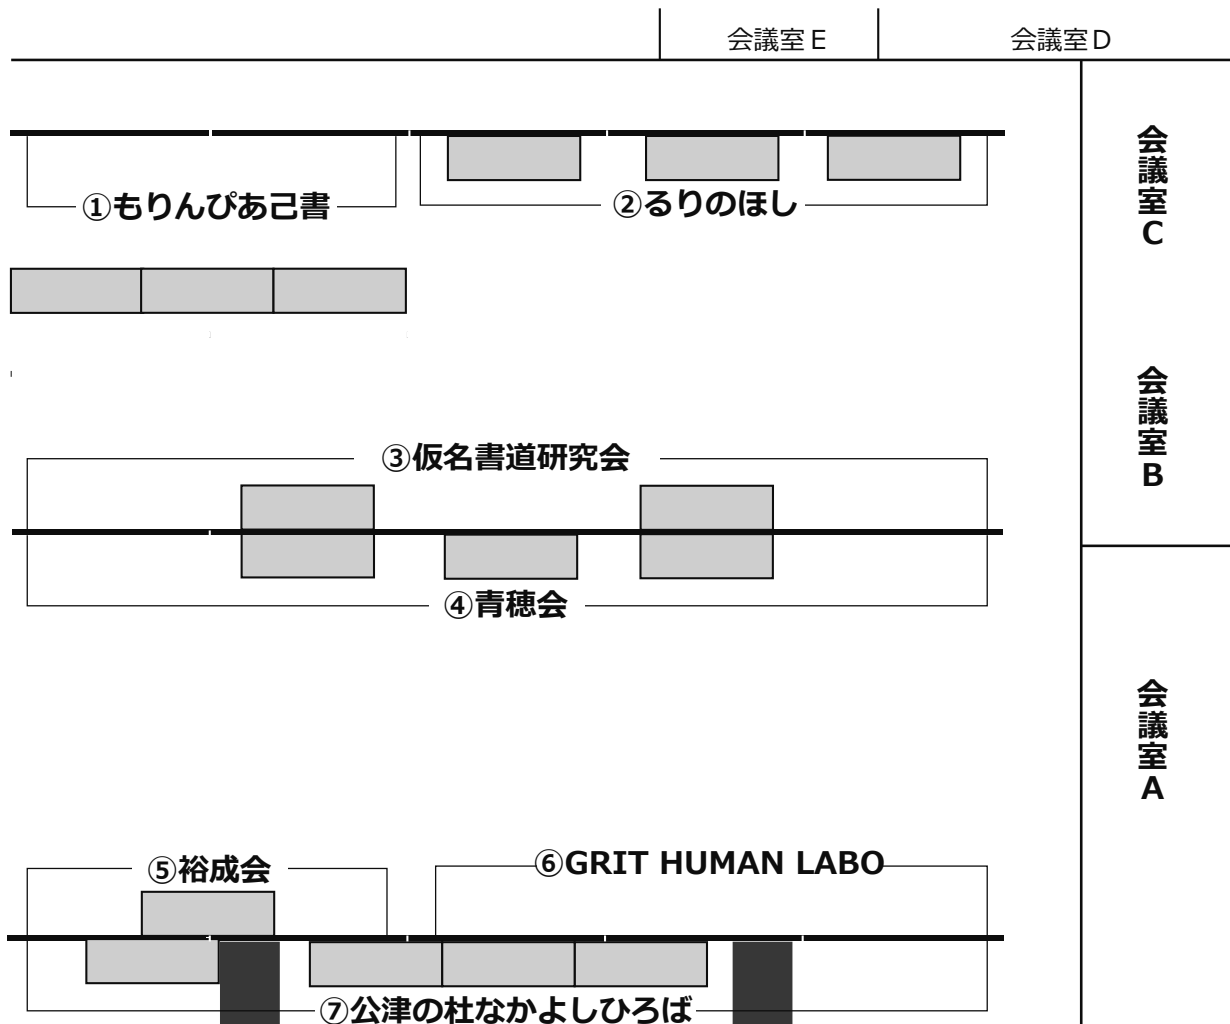 会議室E
会議室D
会議室C
①もりんぴあ己書
②るりのほし
会議室B
③仮名書道研究会
④青穂会
会議室A
⑤裕成会
⑥GRIT HUMAN LABO
⑦公津の杜なかよしひろば